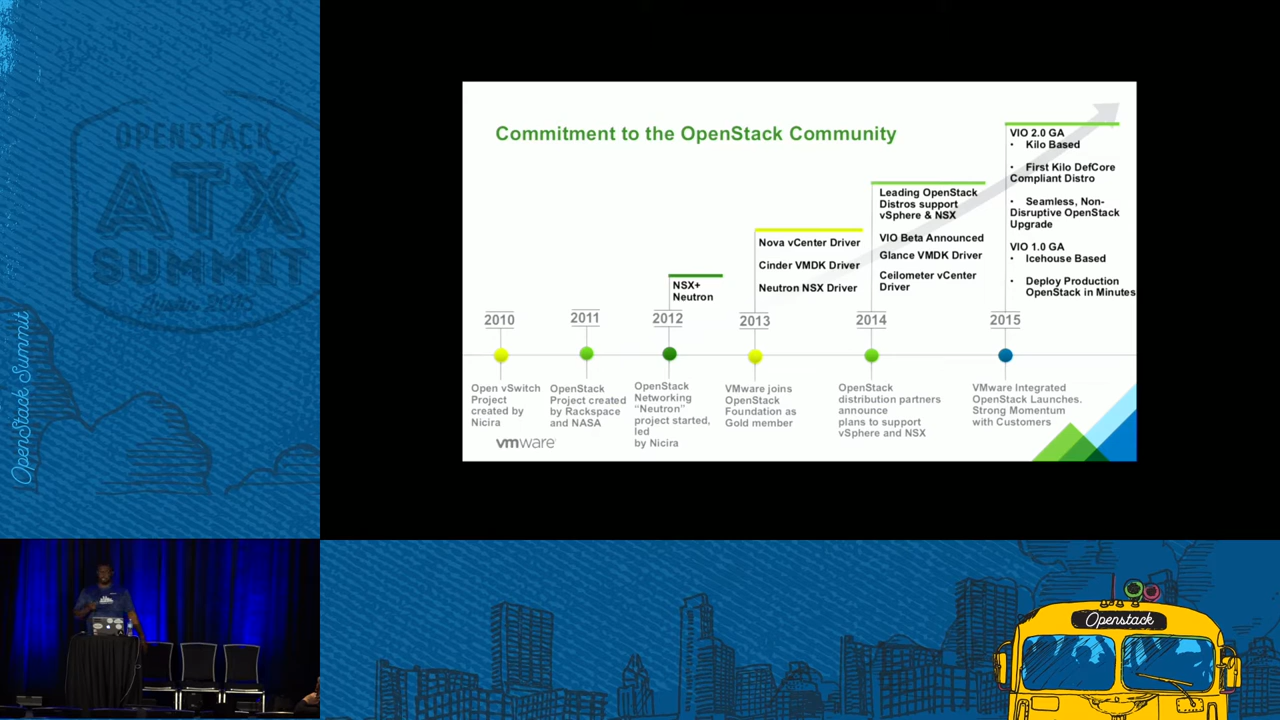 OPENSTACK
ATX
SUMMIT
OpenStack Summit
Commitment to the OpenStack Community
VIO 2.0 GA
• Kilo Based
• First Kilo DefCore
Compliant Distro
• Seamless, Non-
Disruptive OpenStack
Upgrade
VIO 1.0 GA
• Icehouse Based
• Deploy Production
OpenStack in Minutes
Leading OpenStack
Distros support
vSphere & NSX
VIO Beta Announced
Glance VMDK Driver
Ceilometer vCenter
Driver
Nova vCenter Driver
Cinder VMDK Driver
Neutron NSX Driver
NSX+
Neutron
2010
2011
2012
2013
2014
2015
Open vSwitch
Project
created by
Nicira
OpenStack
Project created
by Rackspace
and NASA
OpenStack
Networking
“Neutron”
project started,
led
by Nicira
VMware joins
OpenStack
Foundation as
Gold member
OpenStack
distribution partners
announce
plans to support
vSphere and NSX
VMware Integrated
OpenStack Launches.
Strong Momentum
with Customers
vmware
Openstack